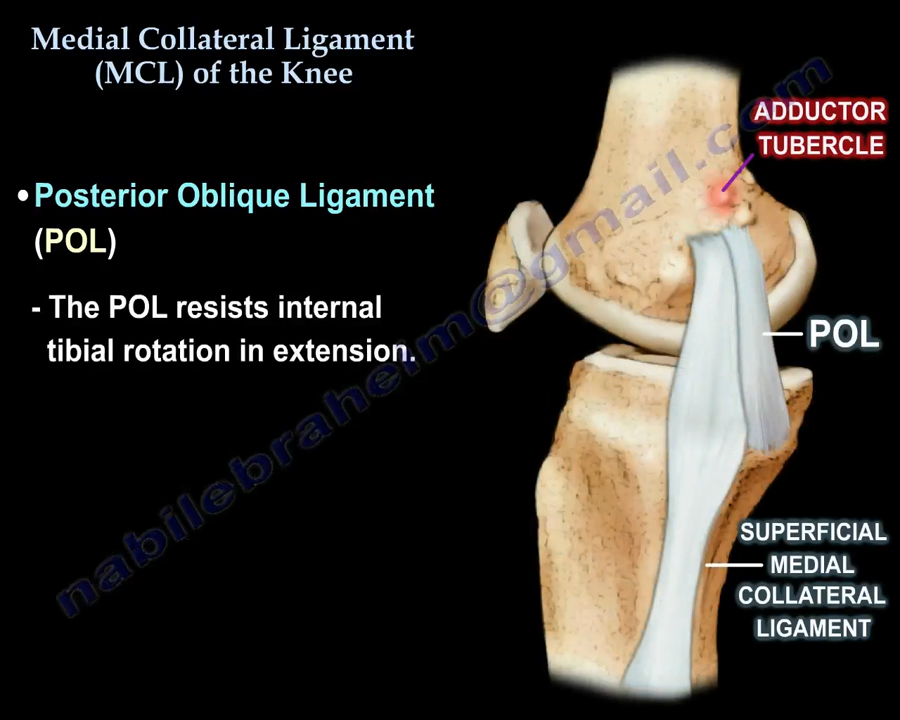 Medial Collateral Ligament
(MCL) of the Knee
• Posterior Oblique Ligament
(POL)
- The POL resists internal
tibial rotation in extension.
ADDUCTOR
TUBERCLE
POL
SUPERFICIAL
MEDIAL
COLLATERAL
LIGAMENT
nabilebraheim@gmail.com